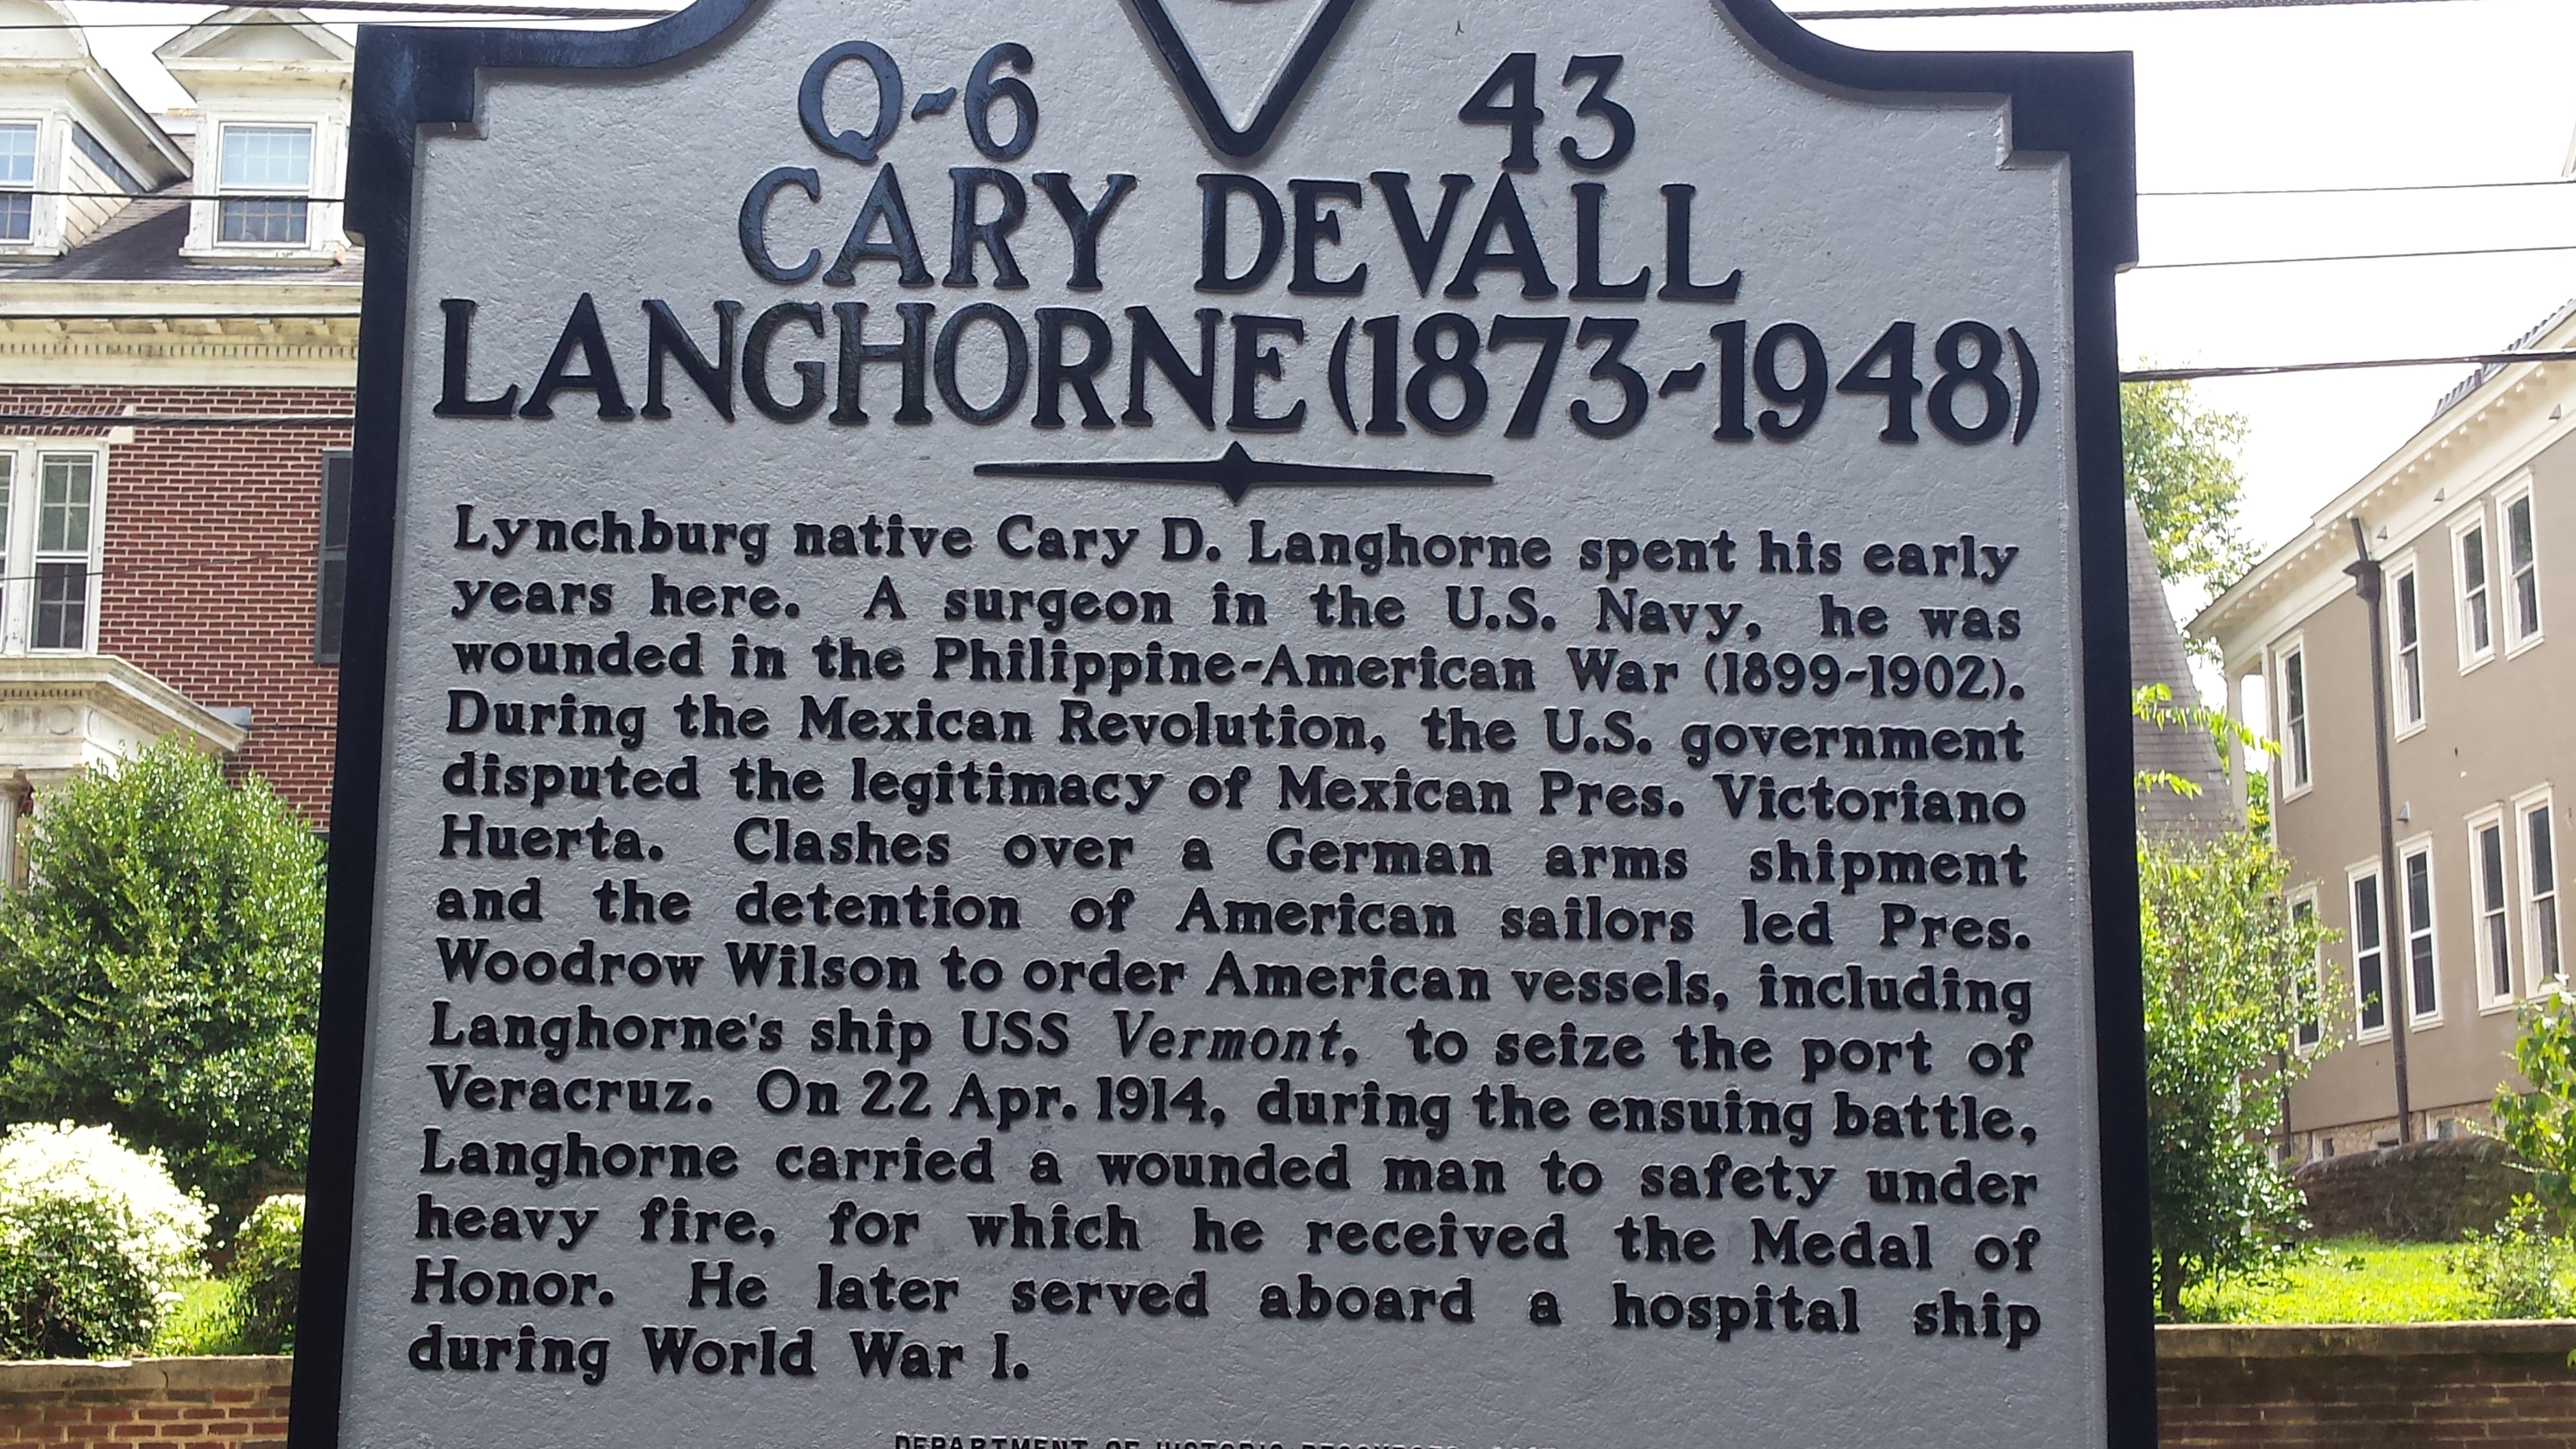 Q-6 43
CARY DEVALL
LANGHORNE (1873-1948)
Lynchburg native Cary D. Langhorne spent his early
years here. A surgeon in the U.S. Navy, he was
wounded in the Philippine-American War (1899-1902).
During the Mexican Revolution, the U.S. government
disputed the legitimacy of Mexican Pres. Victoriano
Huerta. Clashes over a German arms shipment
and the detention of American sailors led Pres.
Woodrow Wilson to order American vessels, including
Langhorne's ship USS Vermont, to seize the port of
Veracruz. On 22 Apr. 1914, during the ensuing battle,
Langhorne carried a wounded man to safety under
heavy fire, for which he received the Medal of
Honor. He later served aboard a hospital ship
during World War I.
DEPARTMENT OF HISTORIC RESOURCES